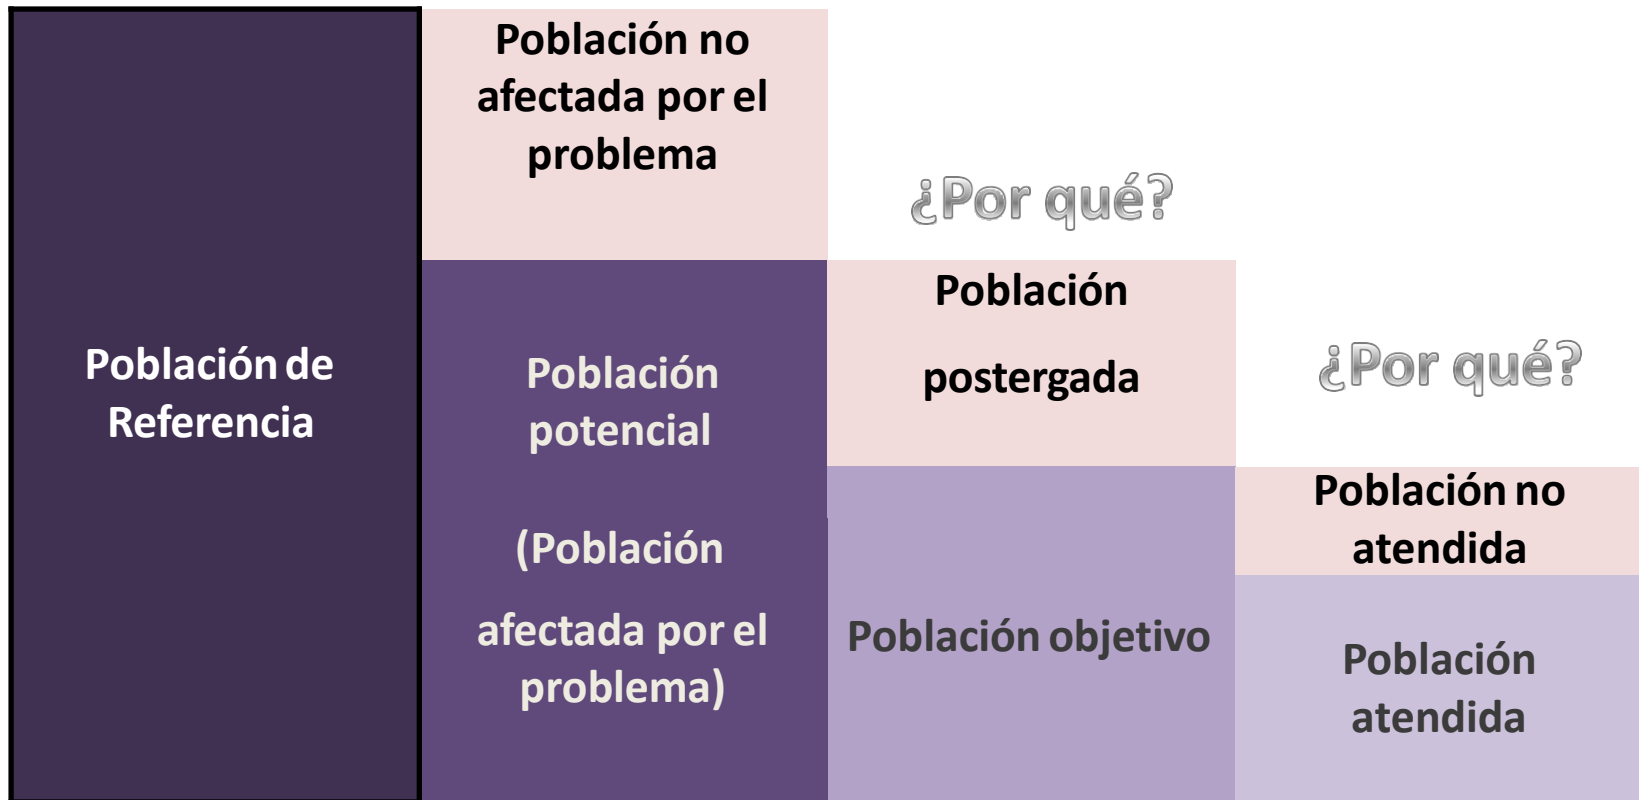 Población de
Referencia
Población no
afectada por el
problema
Población
potencial
(Población
afectada por el
problema)
¿Por qué?
Población
postergada
Población objetivo
¿Por qué?
Población no
atendida
Población
atendida